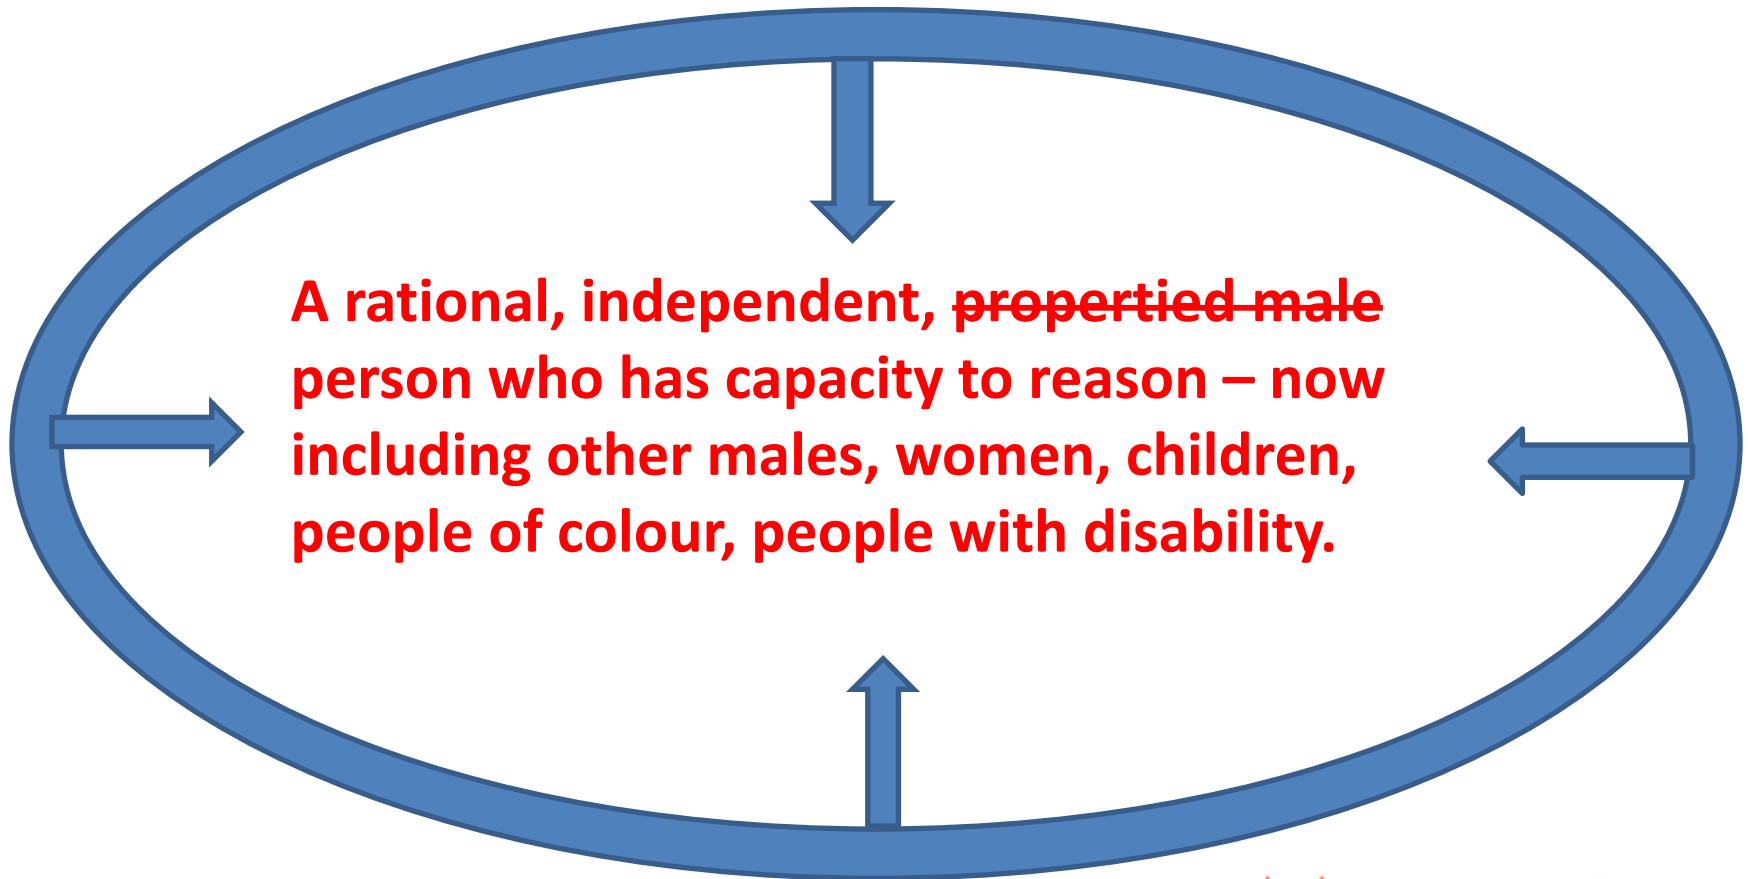 A rational, independent, propertied male
person who has capacity to reason – now
including other males, women, children,
people of colour, people with disability.